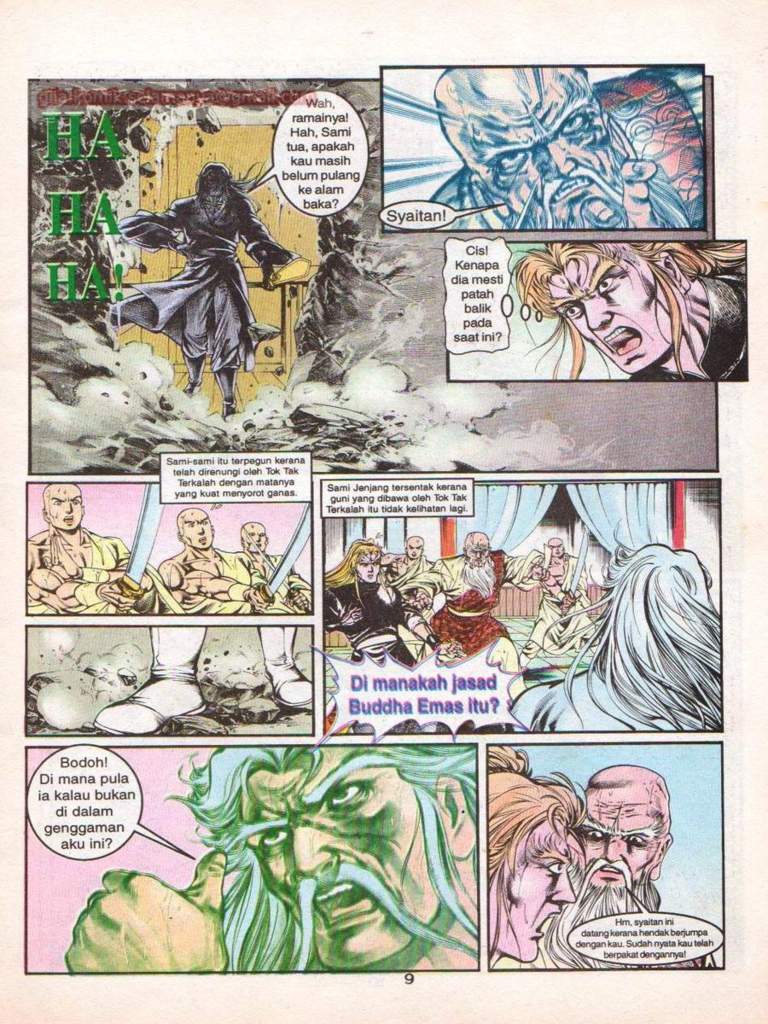 HA
HA
HA!
Wah,
ramainya!
Hah, Sami
tua, apakah
kau masih
belum pulang
ke alam
baka?
Syaitan!
Cis!
Kenapa
dia mesti
patah
balik
pada
saat ini?
Sami-sami itu terpegun kerana
telah direnungi oleh Tok Tak
Terkalah dengan matanya
yang kuat menyorot ganas.
Sami Jenjang tersentak kerana
guni yang dibawa oleh Tok Tak
Terkalah itu tidak kelihatan lagi.
Di manakah jasad
Buddha Emas itu?
Bodoh!
Di mana pula
ia kalau bukan
di dalam
genggaman
aku ini?
Hm, syaitan ini
datang kerana hendak berjumpa
dengan kau. Sudah nyata kau telah
berpakat dengannya!
9